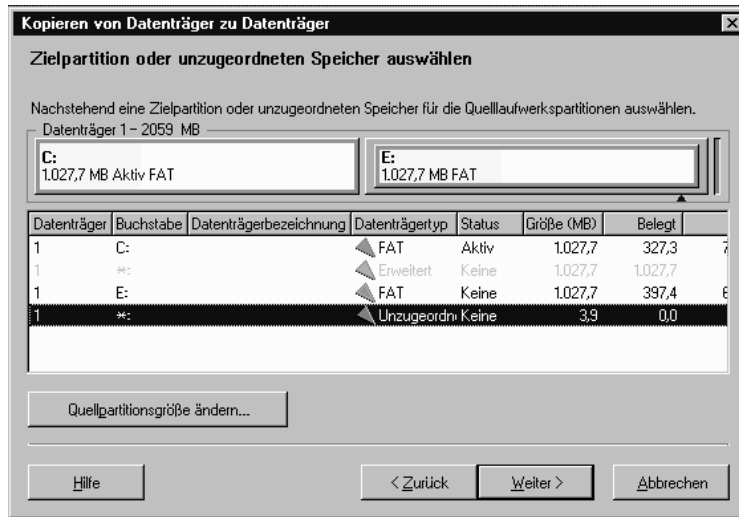 Kopieren von Datenträger zu Datenträger
Zielpartition oder unzugeordneten Speicher auswählen
Nachstehend eine Zielpartition oder unzugeordneten Speicher für die Quelllaufwerkspartitionen auswählen.
Datenträger 1 - 2059 MB
C: E:
1.027,7 MB Aktiv FAT 1.027,7 MB FAT
Datenträger Buchstabe Datenträgerbezeichnung Datenträgertyp Status Größe (MB) Belegt
1 C: FAT Aktiv 1.027,7 327,3 7
1 *: Erweitert Keine 1.027,7 1.027,7
1 E: FAT Keine 1.027,7 397,4 6
1 *: Unzugeordn Keine 3,9 0,0
Quellpartitionsgröße ändern...
Hilfe < Zurück Weiter > Abbrechen